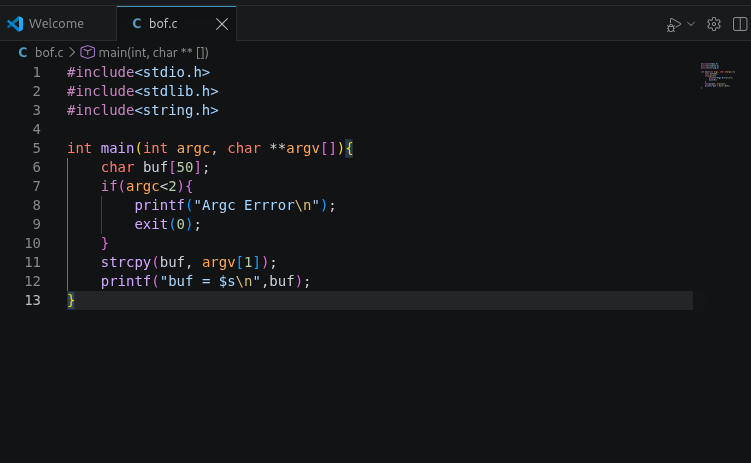 Welcome
C bof.c
C bof.c > main(int, char ** [])
1 #include<stdio.h>
2 #include<stdlib.h>
3 #include<string.h>
4
5 int main(int argc, char **argv[]){
6 char buf[50];
7 if(argc<2){
8 printf("Argc Errror\n");
9 exit(0);
10 }
11 strcpy(buf, argv[1]);
12 printf("buf = $s\n",buf);
13 }